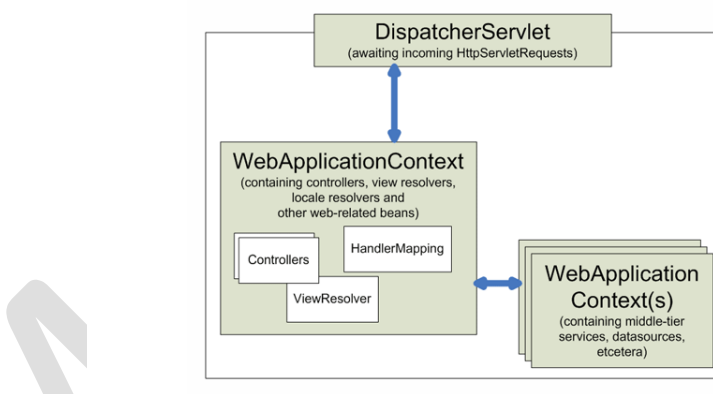 DispatcherServlet
(awaiting incoming HttpServletRequests)
WebApplicationContext
(containing controllers, view resolvers,
locale resolvers and
other web-related beans)
Controllers
HandlerMapping
ViewResolver
WebApplication
Context(s)
(containing middle-tier
services, datasources,
etcetera)